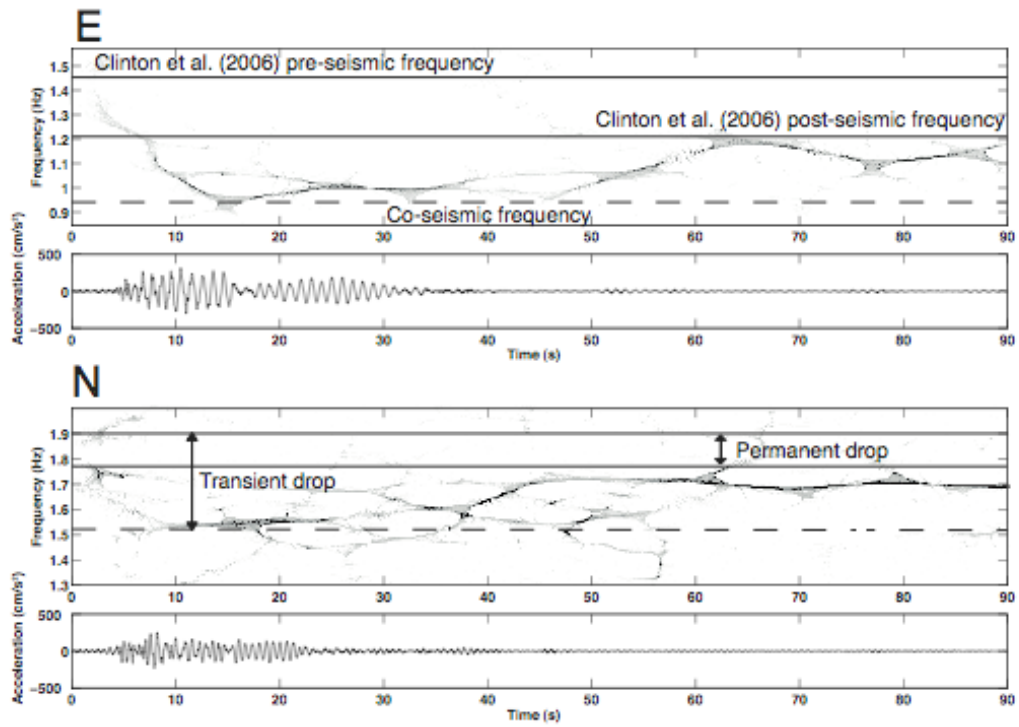 E
Clinton et al. (2006) pre-seismic frequency
Clinton et al. (2006) post-seismic frequency
Co-seismic frequency
Frequency (Hz)
1.5
1.4
1.3
1.2
1.1
1
0.9
0 10 20 30 40 50 60 70 80 90
Acceleration (cm/s²)
500
0
−500
0 10 20 30 40 50 60 70 80 90
Time (s)
N
Transient drop
Permanent drop
Frequency (Hz)
1.9
1.8
1.7
1.6
1.5
1.4
1.3
0 10 20 30 40 50 60 70 80 90
Acceleration (cm/s²)
500
0
−500
0 10 20 30 40 50 60 70 80 90
Time (s)